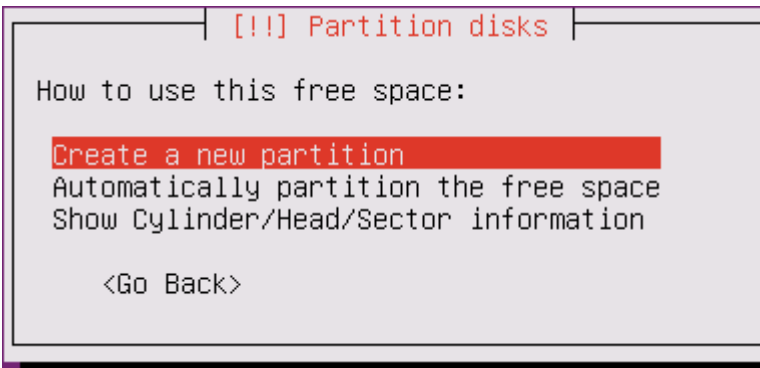 [!!] Partition disks
How to use this free space:
Create a new partition
Automatically partition the free space
Show Cylinder/Head/Sector information
<Go Back>